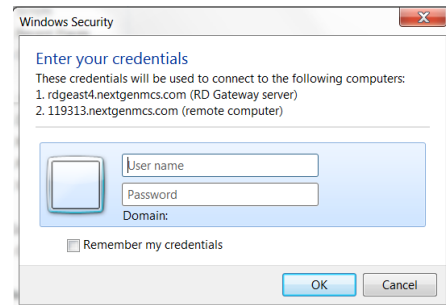 Windows Security
Enter your credentials
These credentials will be used to connect to the following computers:
1. rdgeast4.nextgenmcs.com (RD Gateway server)
2. 119313.nextgenmcs.com (remote computer)
User name
Password
Domain:
Remember my credentials
OK Cancel